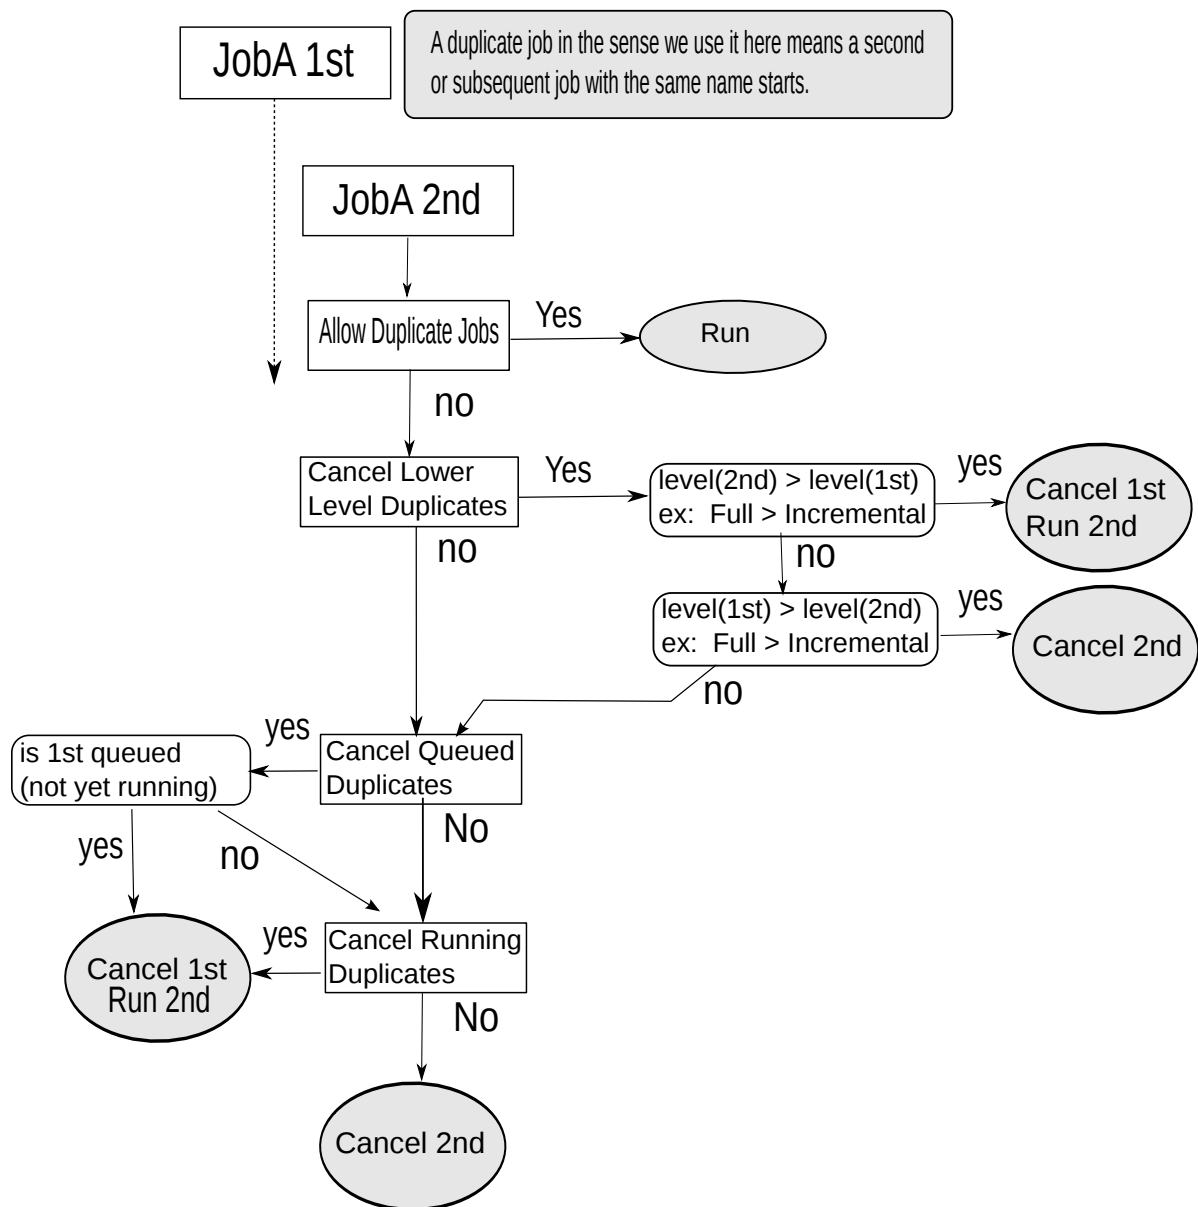 JobA 1st
A duplicate job in the sense we use it here means a second
or subsequent job with the same name starts.
JobA 2nd
Allow Duplicate Jobs
Yes
Run
no
Cancel Lower
Level Duplicates
Yes
level(2nd) > level(1st)
ex:  Full > Incremental
yes
Cancel 1st
Run 2nd
no
no
level(1st) > level(2nd)
ex:  Full > Incremental
yes
Cancel 2nd
no
Cancel Queued
Duplicates
yes
is 1st queued
(not yet running)
yes
no
No
Cancel Running
Duplicates
yes
Cancel 1st
Run 2nd
No
Cancel 2nd